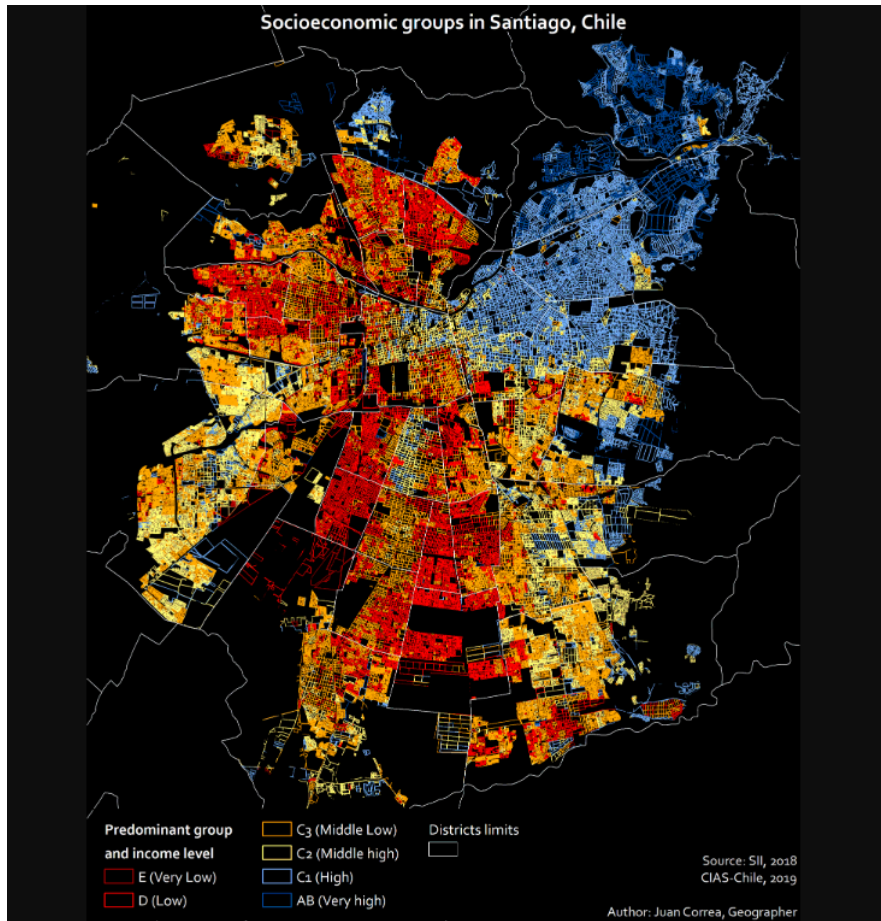 Socioeconomic groups in Santiago, Chile
Predominant group
and income level
E (Very Low)
D (Low)
C3 (Middle Low)
C2 (Middle high)
C1 (High)
AB (Very high)
Districts limits
Source: SII, 2018
CIAS-Chile, 2019
Author: Juan Correa, Geographer